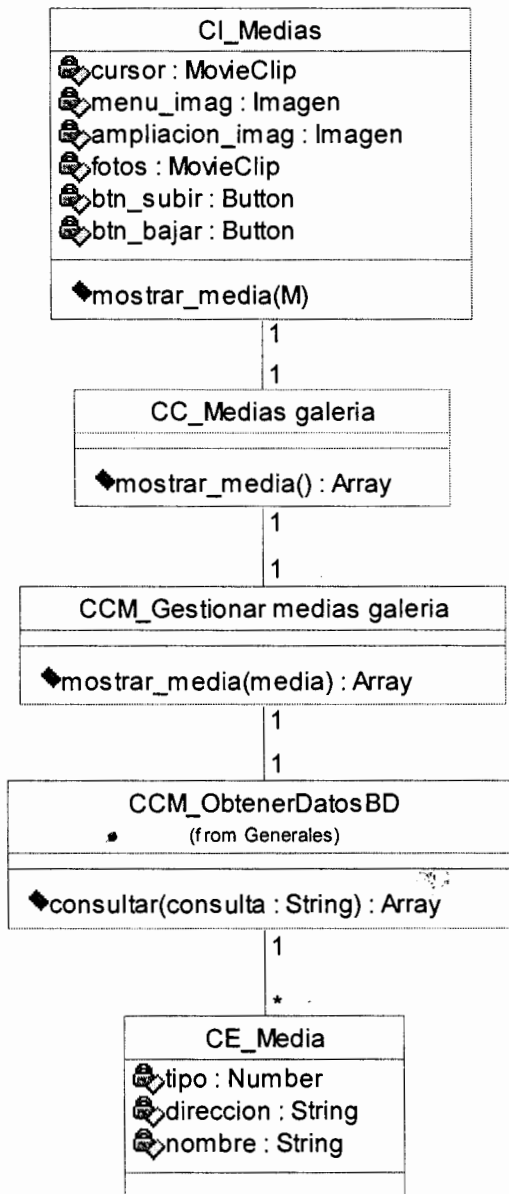 CI_Medias
cursor : MovieClip
menu_imag : Imagen
ampliacion_imag : Imagen
fotos : MovieClip
btn_subir : Button
btn_bajar : Button
mostrar_media(M)
1
1
CC_Medias galeria
mostrar_media() : Array
1
1
CCM_Gestionar medias galeria
mostrar_media(media) : Array
1
1
CCM_ObtenerDatosBD
(from Generales)
consultar(consulta : String) : Array
1
*
CE_Media
tipo : Number
direccion : String
nombre : String